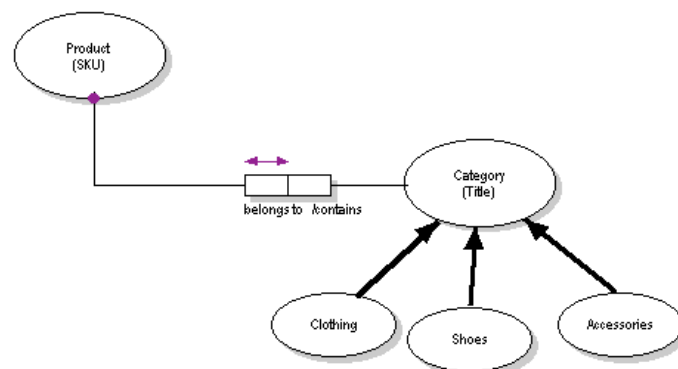 Product
(SKU)
Category
(Title)
belongs to /contains
Clothing
Shoes
Accessories